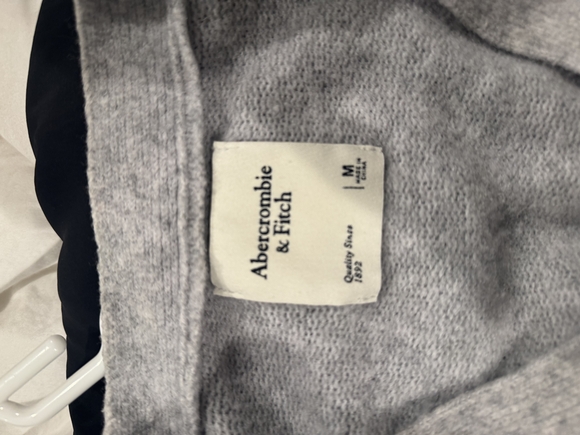 Abercrombie
& Fitch
Quality Since
1892
M
MADE IN
CHINA